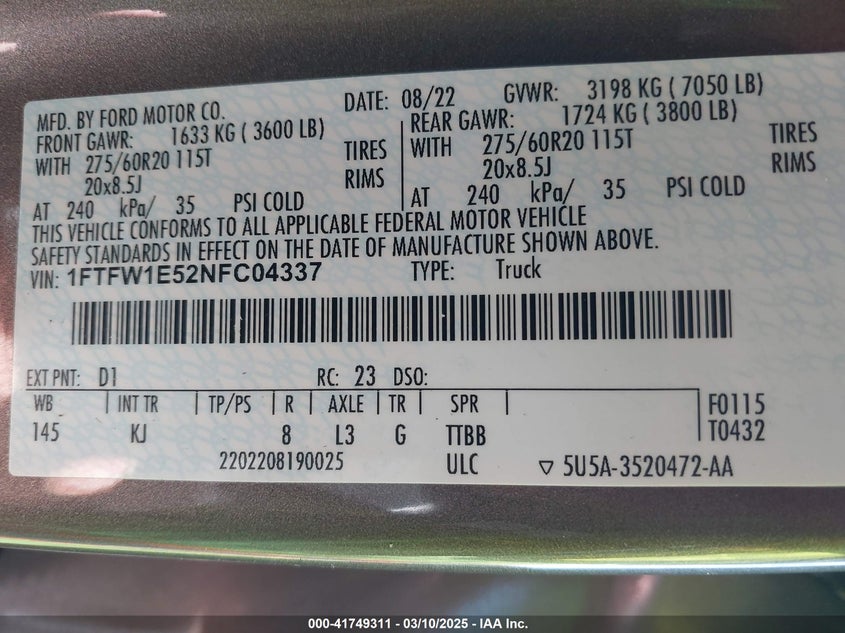 MFD. BY FORD MOTOR CO. DATE: 08/22 GVWR: 3198 KG ( 7050 LB)
FRONT GAWR: 1633 KG ( 3600 LB) REAR GAWR: 1724 KG ( 3800 LB)
WITH 275/60R20 115T TIRES WITH 275/60R20 115T TIRES
20x8.5J RIMS 20x8.5J RIMS
AT 240 kPa/ 35 PSI COLD AT 240 kPa/ 35 PSI COLD
THIS VEHICLE CONFORMS TO ALL APPLICABLE FEDERAL MOTOR VEHICLE
SAFETY STANDARDS IN EFFECT ON THE DATE OF MANUFACTURE SHOWN ABOVE.
VIN: 1FTFW1E52NFC04337 TYPE: Truck
EXT PNT: D1 RC: 23 DSO:
WB INT TR TP/PS R AXLE TR SPR F0115
145 KJ 8 L3 G TTBB T0432
2202208190025 ULC ▽ 5U5A-3520472-AA
000-41749311 — 03/10/2025 - IAA Inc.